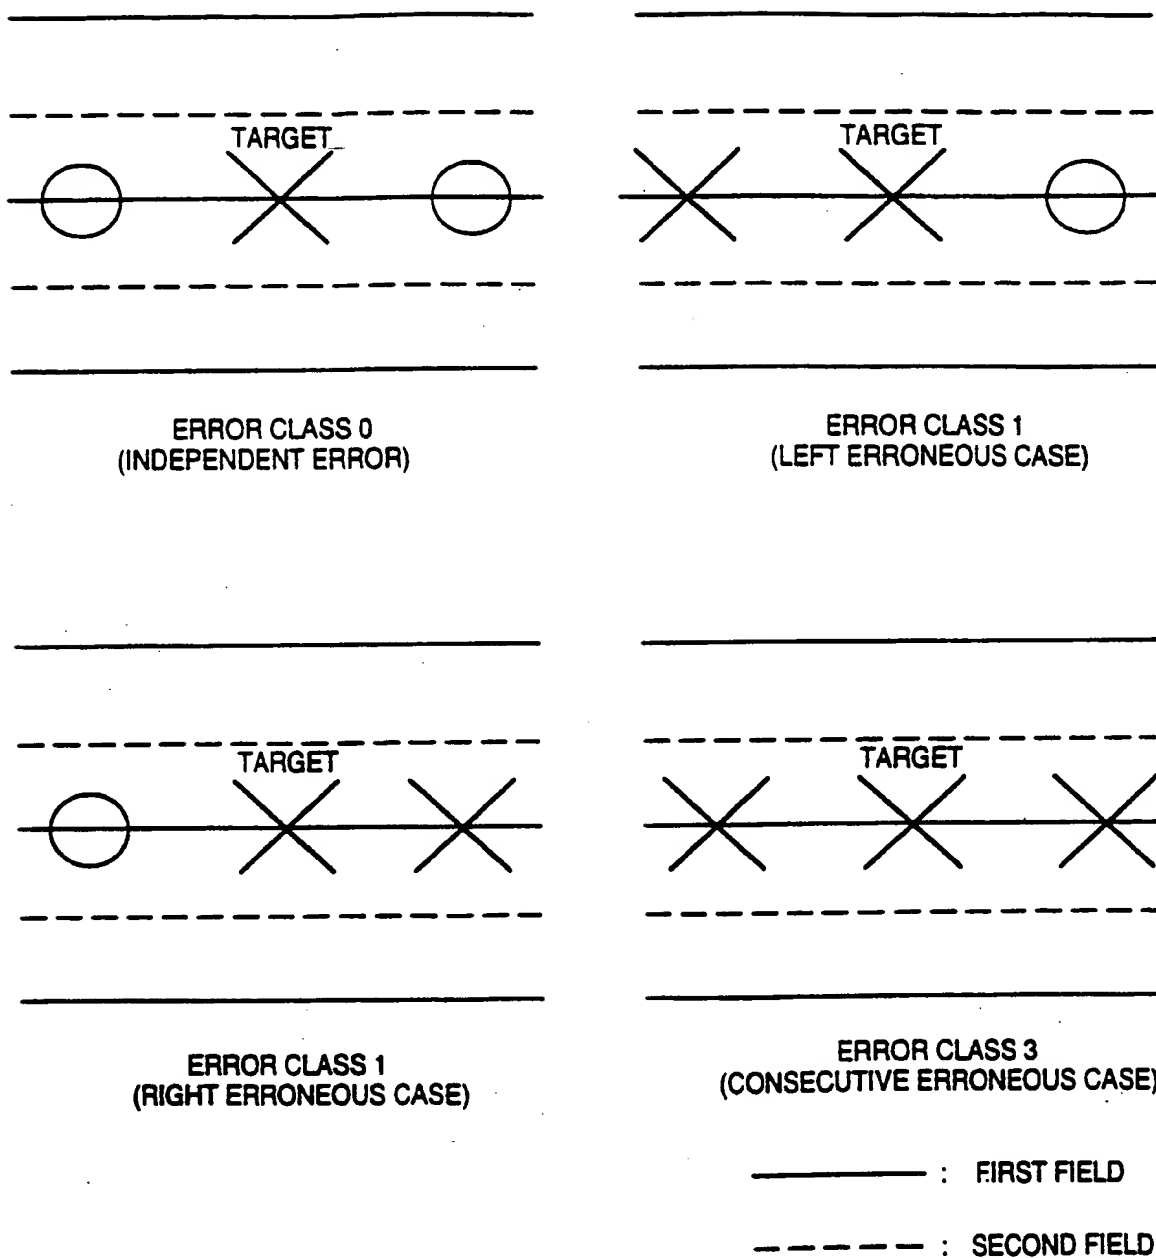 TARGET
TARGET
ERROR CLASS 0
(INDEPENDENT ERROR)
ERROR CLASS 1
(LEFT ERRONEOUS CASE)
TARGET
TARGET
ERROR CLASS 1
(RIGHT ERRONEOUS CASE)
ERROR CLASS 3
(CONSECUTIVE ERRONEOUS CASE)
: FIRST FIELD
: SECOND FIELD